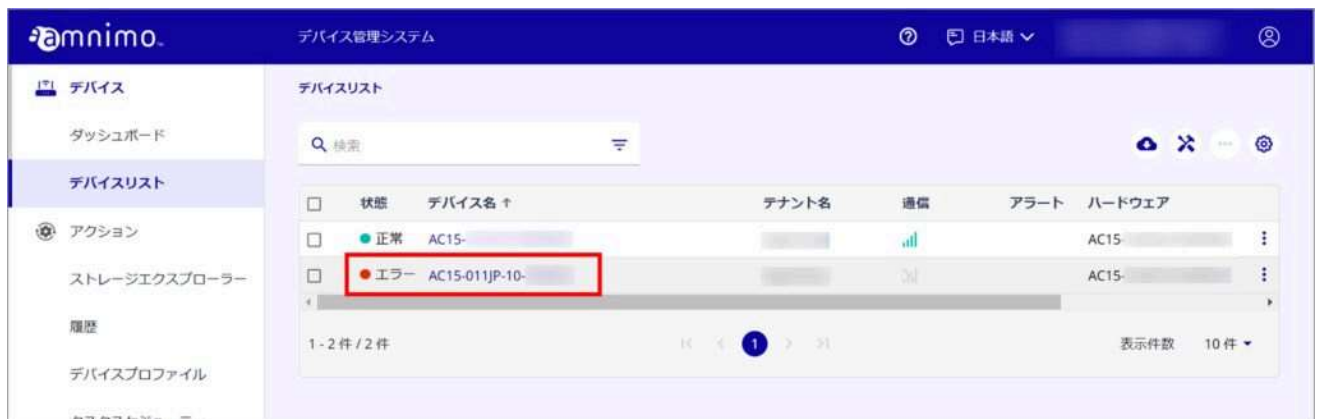 amnimo
デバイス管理システム
日本語
デバイス
デバイスリスト
ダッシュボード
検索
デバイスリスト
状態 デバイス名 ↑ テナント名 通信 アラート ハードウェア
アクション
正常 AC15- AC15-
ストレージエクスプローラー
エラー AC15-011JP-10- AC15-
履歴
1 - 2 件 / 2 件 1 表示件数 10 件
デバイスプロファイル